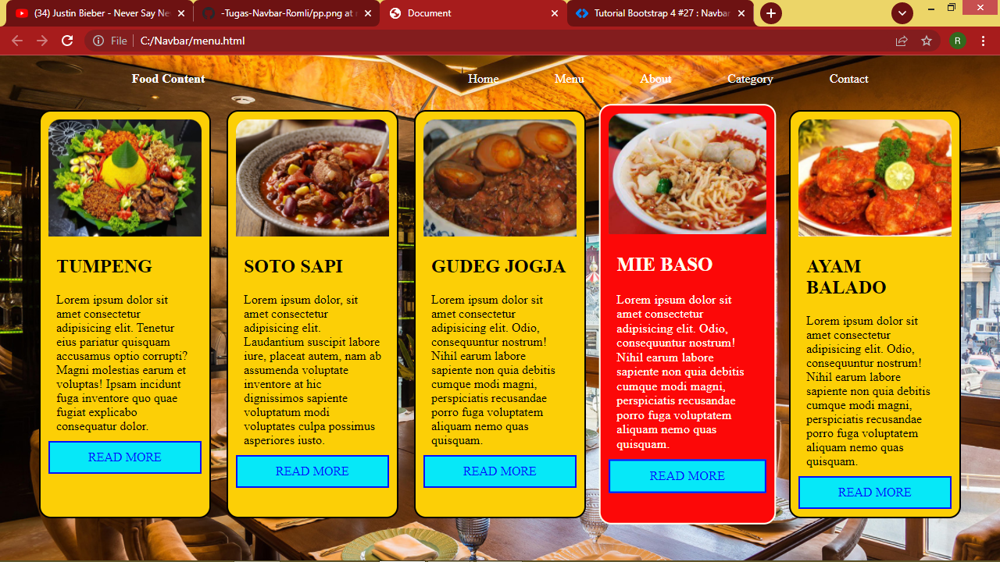 (34) Justin Bieber - Never Say Ne
-Tugas-Navbar-Romli/pp.png at
Document
Tutorial Bootstrap 4 #27 : Navbar
File
C:/Navbar/menu.html
R
Food Content
Home
Menu
About
Category
Contact
TUMPENG
Lorem ipsum dolor sit
amet consectetur
adipisicing elit. Tenetur
eius pariatur quisquam
accusamus optio corrupti?
Magni molestias earum et
voluptas! Ipsam incidunt
fuga inventore quo quae
fugiat explicabo
consequatur dolor.
READ MORE
SOTO SAPI
Lorem ipsum dolor, sit
amet consectetur
adipisicing elit.
Laudantium suscipit labore
iure, placeat autem, nam ab
assumenda voluptate
inventore at hic
dignissimos sapiente
voluptatum modi
voluptates culpa possimus
asperiores iusto.
READ MORE
GUDEG JOGJA
Lorem ipsum dolor sit
amet consectetur
adipisicing elit. Odio,
consequuntur nostrum!
Nihil earum labore
sapiente non quia debitis
cumque modi magni,
perspiciatis recusandae
porro fuga voluptatem
aliquam nemo quas
quisquam.
READ MORE
MIE BASO
Lorem ipsum dolor sit
amet consectetur
adipisicing elit. Odio,
consequuntur nostrum!
Nihil earum labore
sapiente non quia debitis
cumque modi magni,
perspiciatis recusandae
porro fuga voluptatem
aliquam nemo quas
quisquam.
READ MORE
AYAM
BALADO
Lorem ipsum dolor sit
amet consectetur
adipisicing elit. Odio,
consequuntur nostrum!
Nihil earum labore
sapiente non quia debitis
cumque modi magni,
perspiciatis recusandae
porro fuga voluptatem
aliquam nemo quas
quisquam.
READ MORE